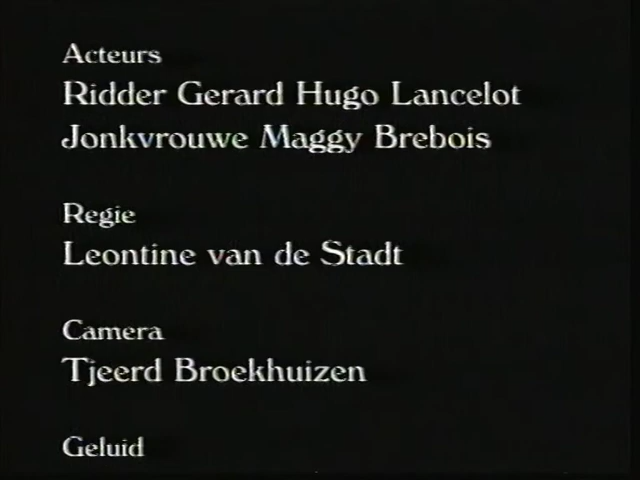 Acteurs
Ridder Gerard Hugo Lancelot
Jonkvrouwe Maggy Brebois
Regie
Leontine van de Stadt
Camera
Tjeerd Broekhuizen
Geluid